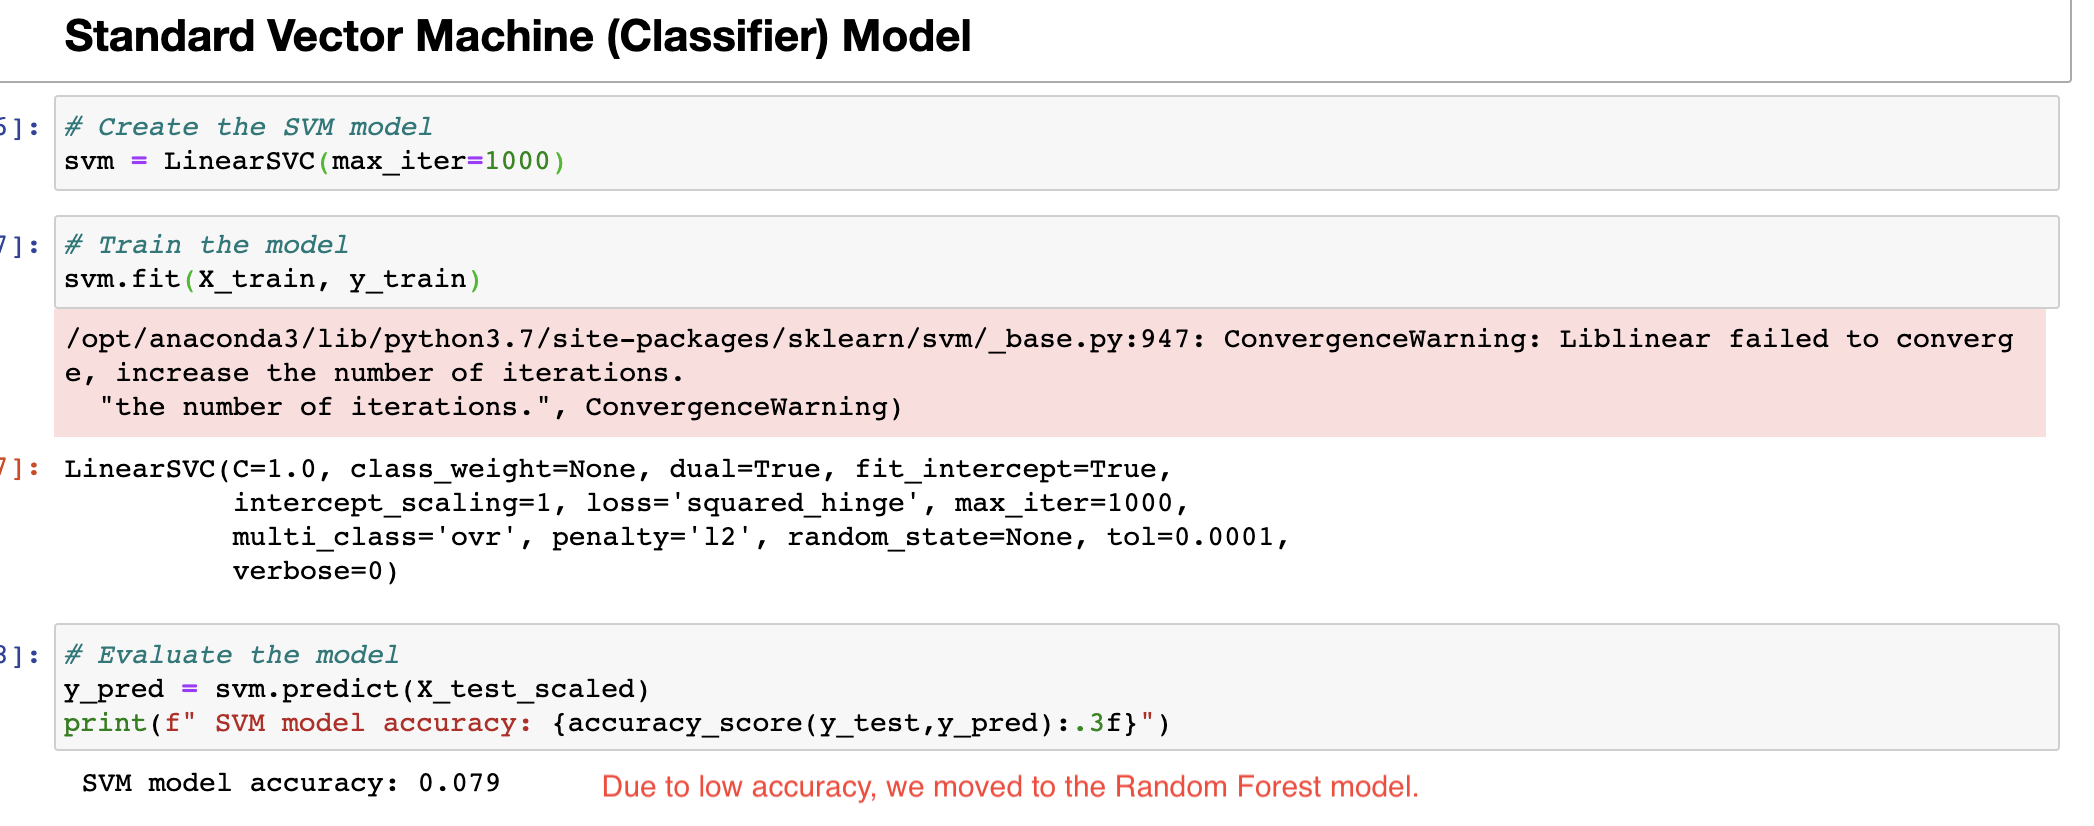 Standard Vector Machine (Classifier) Model
6]: # Create the SVM model
svm = LinearSVC(max_iter=1000)
7]: # Train the model
svm.fit(X_train, y_train)
/opt/anaconda3/lib/python3.7/site-packages/sklearn/svm/_base.py:947: ConvergenceWarning: Liblinear failed to converg
e, increase the number of iterations.
  "the number of iterations.", ConvergenceWarning)
7]: LinearSVC(C=1.0, class_weight=None, dual=True, fit_intercept=True,
          intercept_scaling=1, loss='squared_hinge', max_iter=1000,
          multi_class='ovr', penalty='l2', random_state=None, tol=0.0001,
          verbose=0)
8]: # Evaluate the model
y_pred = svm.predict(X_test_scaled)
print(f" SVM model accuracy: {accuracy_score(y_test,y_pred):.3f}")
 SVM model accuracy: 0.079 Due to low accuracy, we moved to the Random Forest model.